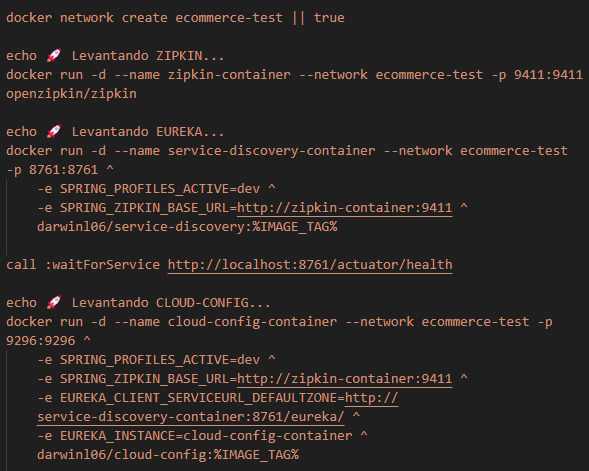 docker network create ecommerce-test || true
echo 🚀 Levantando ZIPKIN...
docker run -d --name zipkin-container --network ecommerce-test -p 9411:9411
openzipkin/zipkin
echo 🚀 Levantando EUREKA...
docker run -d --name service-discovery-container --network ecommerce-test
-p 8761:8761 ^
-e SPRING_PROFILES_ACTIVE=dev ^
-e SPRING_ZIPKIN_BASE_URL=http://zipkin-container:9411 ^
darwinl06/service-discovery:%IMAGE_TAG%
call :waitForService http://localhost:8761/actuator/health
echo 🚀 Levantando CLOUD-CONFIG...
docker run -d --name cloud-config-container --network ecommerce-test -p
9296:9296 ^
-e SPRING_PROFILES_ACTIVE=dev ^
-e SPRING_ZIPKIN_BASE_URL=http://zipkin-container:9411 ^
-e EUREKA_CLIENT_SERVICEURL_DEFAULTZONE=http://
service-discovery-container:8761/eureka/ ^
-e EUREKA_INSTANCE=cloud-config-container ^
darwinl06/cloud-config:%IMAGE_TAG%